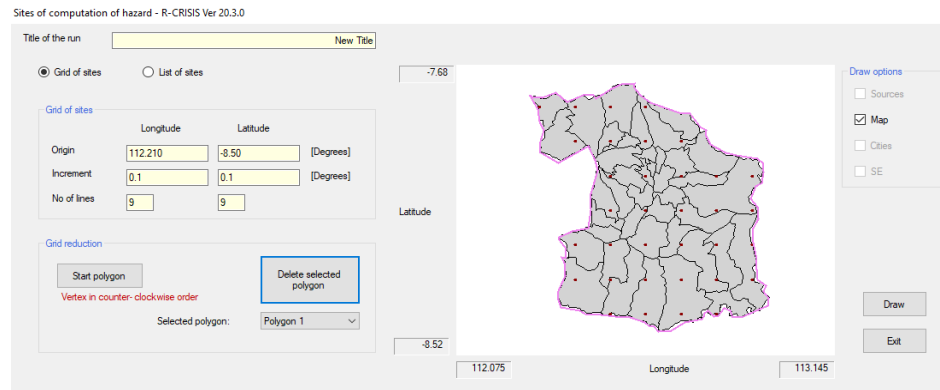 Sites of computation of hazard - R-CRISIS Ver 20.3.0
Title of the run
New Title
Grid of sites
List of sites
-7.68
Draw options
Sources
Map
Cities
SE
Grid of sites
Longitude Latitude
Origin 112.210 -8.50 [Degrees]
Increment 0.1 0.1 [Degrees]
No of lines 9 9
Latitude
Grid reduction
Start polygon
Delete selected
polygon
Vertex in counter- clockwise order
Selected polygon: Polygon 1
Draw
Exit
-8.52
112.075 Longitude 113.145